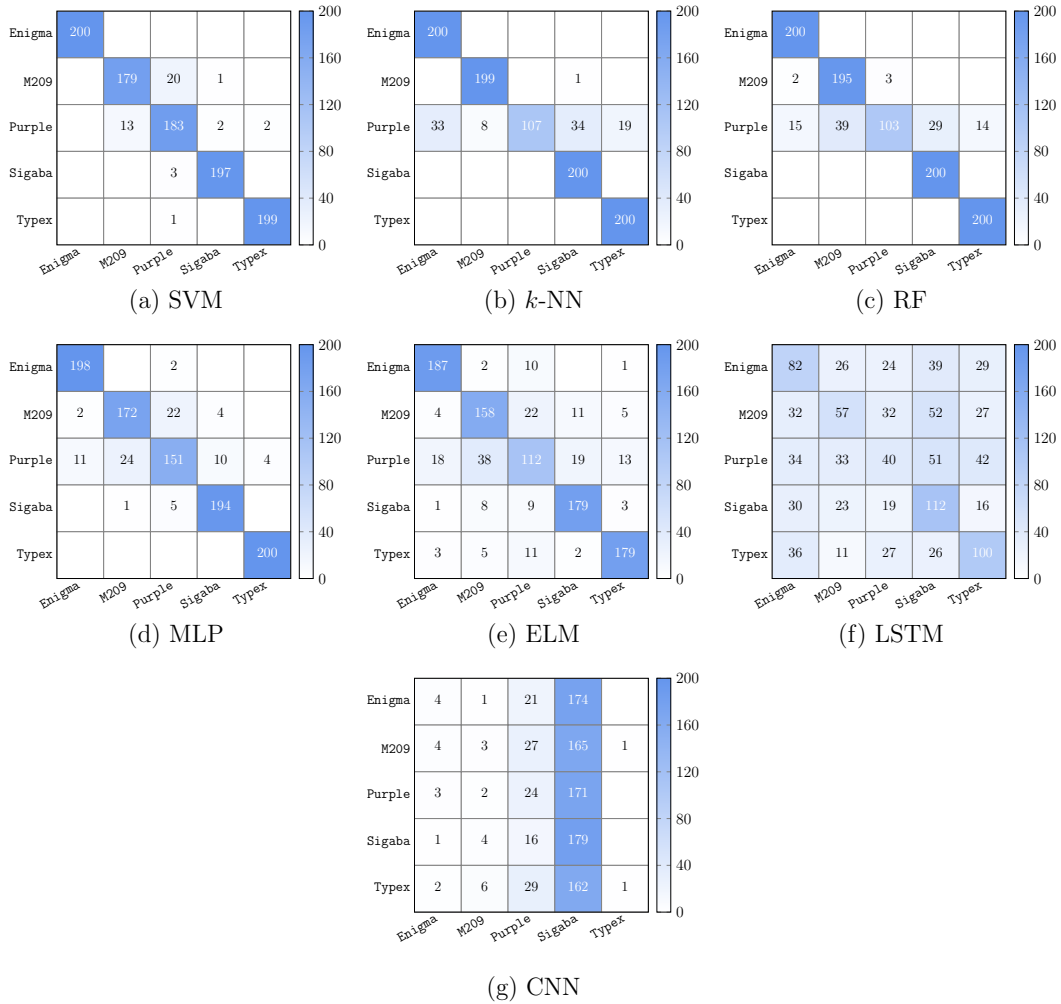 200
Enigma 200
160
M209 179 20 1
120
Purple 13 183 2 2
80
Sigaba 3 197
40
Typex 1 199
0
Enigma M209 Purple Sigaba Typex
(a) SVM
200
Enigma 200
160
M209 199 1
120
Purple 33 8 107 34 19
80
Sigaba 200
40
Typex 200
0
Enigma M209 Purple Sigaba Typex
(b) k-NN
200
Enigma 200
160
M209 2 195 3
120
Purple 15 39 103 29 14
80
Sigaba 200
40
Typex 200
0
Enigma M209 Purple Sigaba Typex
(c) RF
200
Enigma 198 2
160
M209 2 172 22 4
120
Purple 11 24 151 10 4
80
Sigaba 1 5 194
40
Typex 200
0
Enigma M209 Purple Sigaba Typex
(d) MLP
200
Enigma 187 2 10 1
160
M209 4 158 22 11 5
120
Purple 18 38 112 19 13
80
Sigaba 1 8 9 179 3
40
Typex 3 5 11 2 179
0
Enigma M209 Purple Sigaba Typex
(e) ELM
200
Enigma 82 26 24 39 29
160
M209 32 57 32 52 27
120
Purple 34 33 40 51 42
80
Sigaba 30 23 19 112 16
40
Typex 36 11 27 26 100
0
Enigma M209 Purple Sigaba Typex
(f) LSTM
200
Enigma 4 1 21 174
160
M209 4 3 27 165 1
120
Purple 3 2 24 171
80
Sigaba 1 4 16 179
40
Typex 2 6 29 162 1
0
Enigma M209 Purple Sigaba Typex
(g) CNN